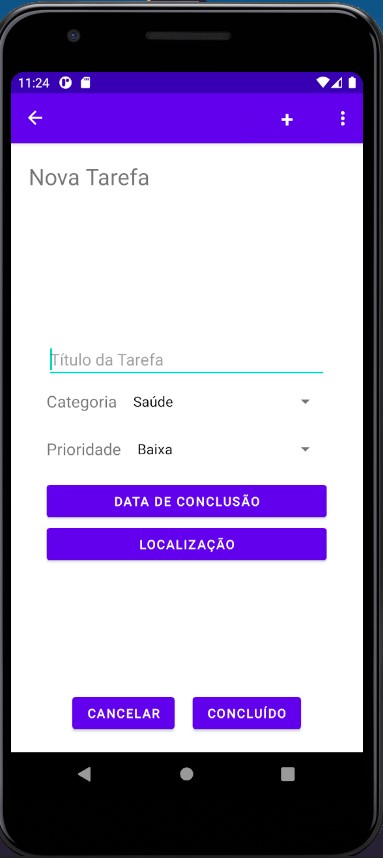 11:24
+
Nova Tarefa
Título da Tarefa
Categoria Saúde
Prioridade Baixa
DATA DE CONCLUSÃO
LOCALIZAÇÃO
CANCELAR CONCLUÍDO